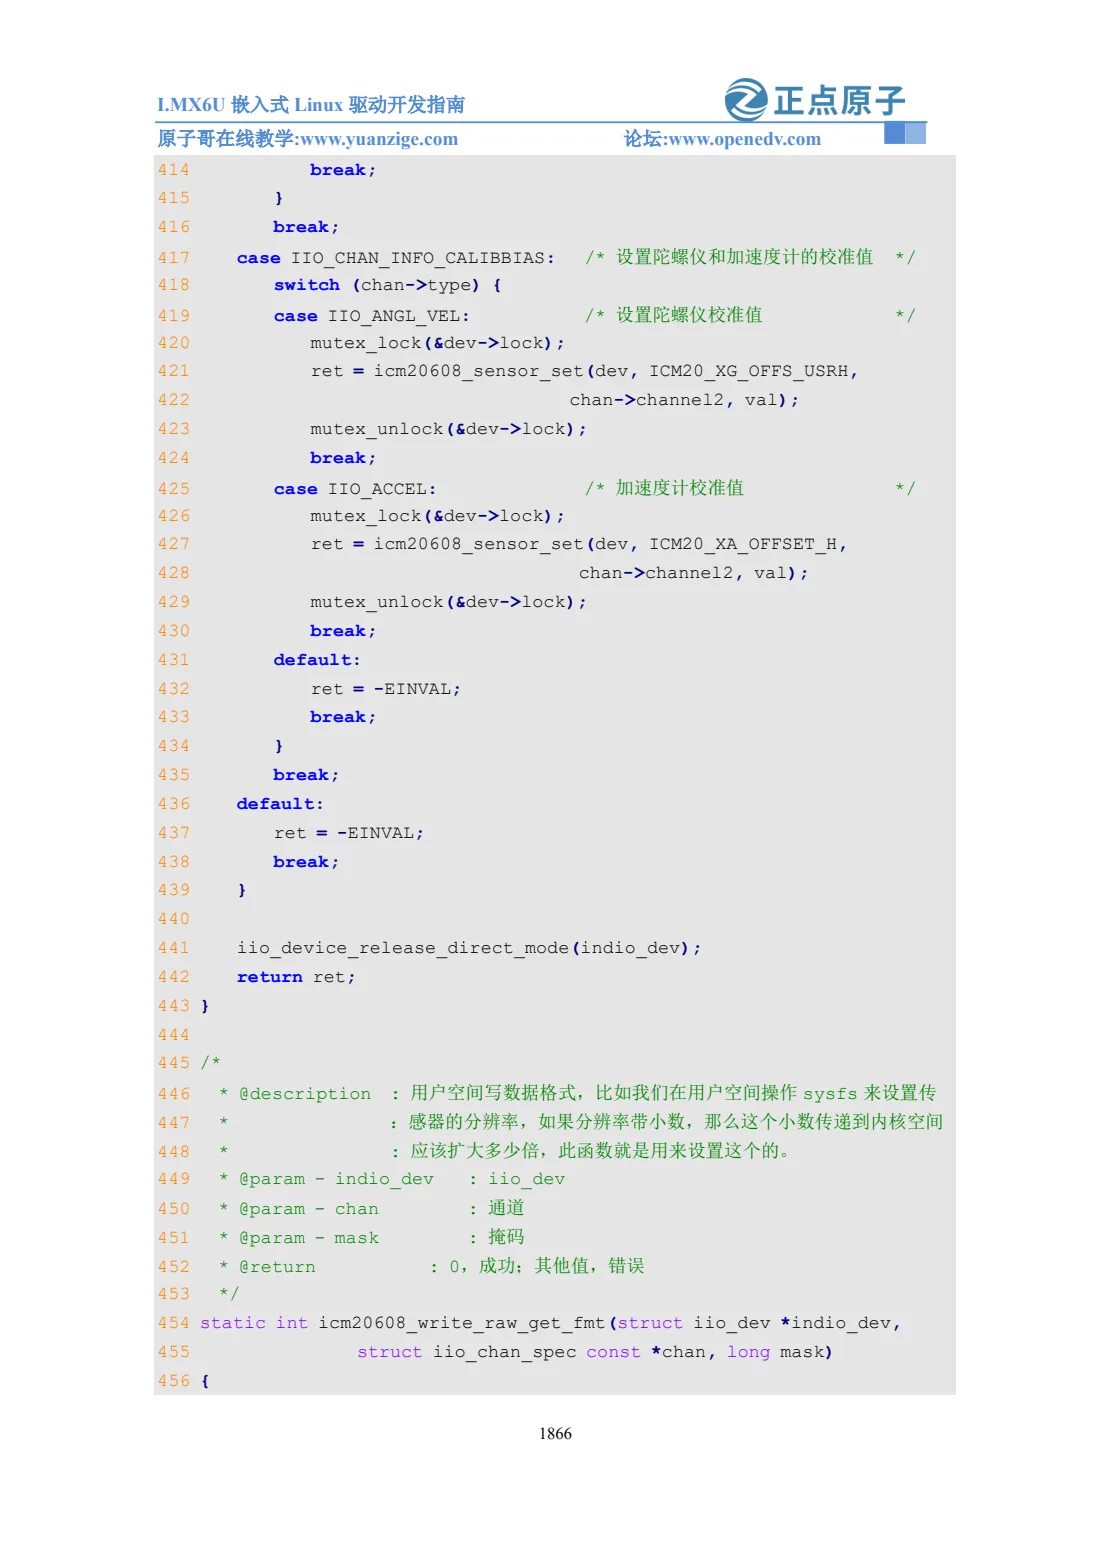 I.MX6U 嵌入式 Linux 驱动开发指南
正点原子
原子哥在线教学:www.yuanzige.com 论坛:www.openedv.com
414 break;
415 }
416 break;
417 case IIO_CHAN_INFO_CALIBBIAS: /* 设置陀螺仪和加速度计的校准值 */
418 switch (chan->type) {
419 case IIO_ANGL_VEL: /* 设置陀螺仪校准值 */
420 mutex_lock(&dev->lock);
421 ret = icm20608_sensor_set(dev, ICM20_XG_OFFS_USRH,
422 chan->channel2, val);
423 mutex_unlock(&dev->lock);
424 break;
425 case IIO_ACCEL: /* 加速度计校准值 */
426 mutex_lock(&dev->lock);
427 ret = icm20608_sensor_set(dev, ICM20_XA_OFFSET_H,
428 chan->channel2, val);
429 mutex_unlock(&dev->lock);
430 break;
431 default:
432 ret = -EINVAL;
433 break;
434 }
435 break;
436 default:
437 ret = -EINVAL;
438 break;
439 }
440
441 iio_device_release_direct_mode(indio_dev);
442 return ret;
443 }
444
445 /*
446 * @description : 用户空间写数据格式，比如我们在用户空间操作 sysfs 来设置传
447 * : 感器的分辨率，如果分辨率带小数，那么这个小数传递到内核空间
448 * : 应该扩大多少倍，此函数就是用来设置这个的。
449 * @param - indio_dev : iio_dev
450 * @param - chan : 通道
451 * @param - mask : 掩码
452 * @return : 0，成功；其他值，错误
453 */
454 static int icm20608_write_raw_get_fmt(struct iio_dev *indio_dev,
455 struct iio_chan_spec const *chan, long mask)
456 {
1866